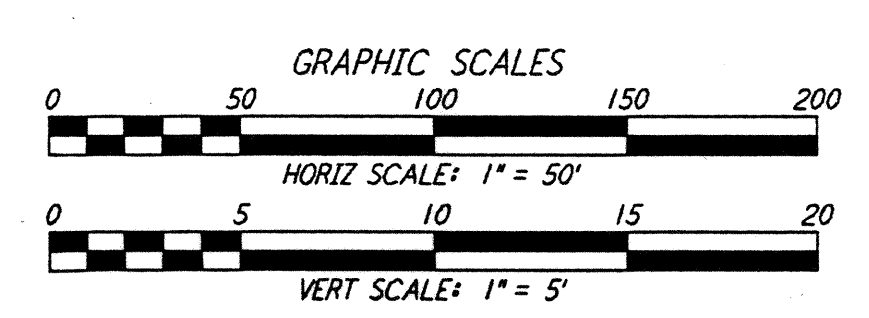 GRAPHIC SCALES
0 50 100 150 200
HORIZ SCALE: 1" = 50'
0 5 10 15 20
VERT SCALE: 1" = 5'